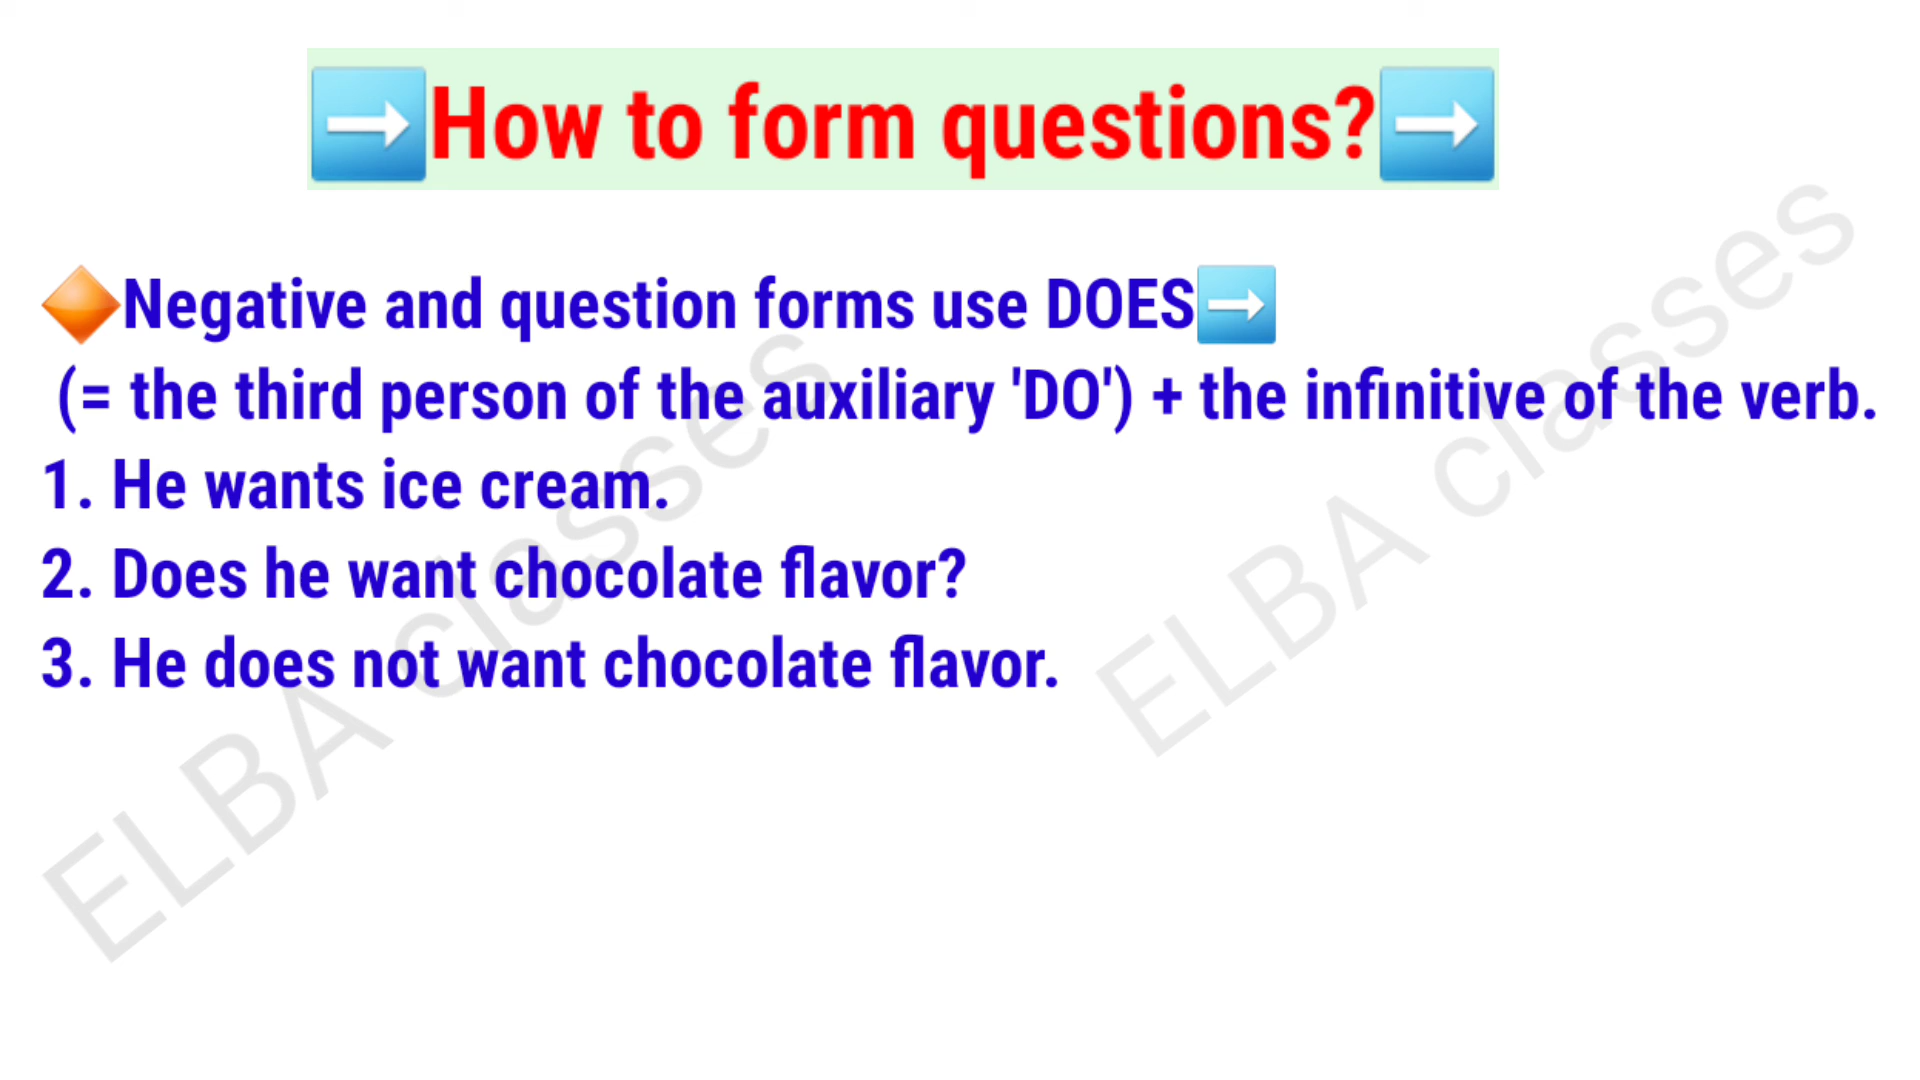 ➡️How to form questions?➡️
🔶Negative and question forms use DOES➡️
(= the third person of the auxiliary 'DO') + the infinitive of the verb.
1. He wants ice cream.
2. Does he want chocolate flavor?
3. He does not want chocolate flavor.
ELBA classes
ELBA classes